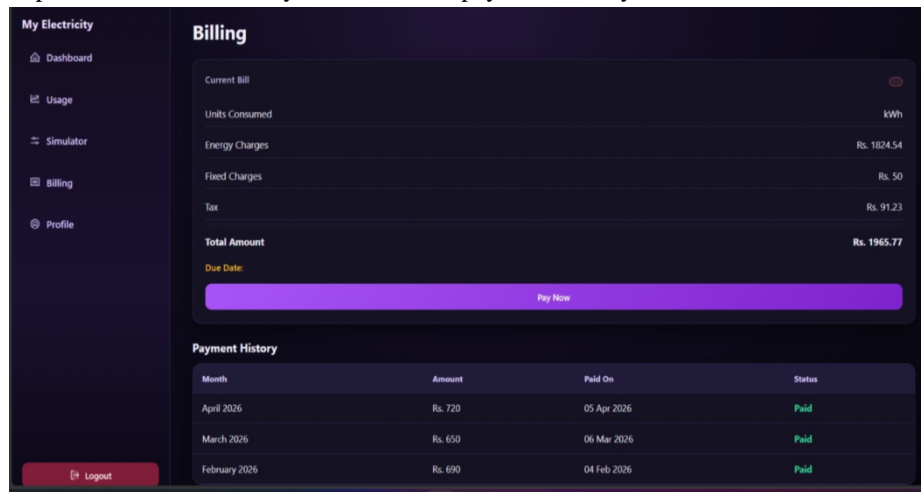 My Electricity
Dashboard
Usage
Simulator
Billing
Profile
Logout
Billing
Current Bill
Units Consumed kWh
Energy Charges Rs. 1824.54
Fixed Charges Rs. 50
Tax Rs. 91.23
Total Amount Rs. 1965.77
Due Date:
Pay Now
Payment History
Month Amount Paid On Status
April 2026 Rs. 720 05 Apr 2026 Paid
March 2026 Rs. 650 06 Mar 2026 Paid
February 2026 Rs. 690 04 Feb 2026 Paid